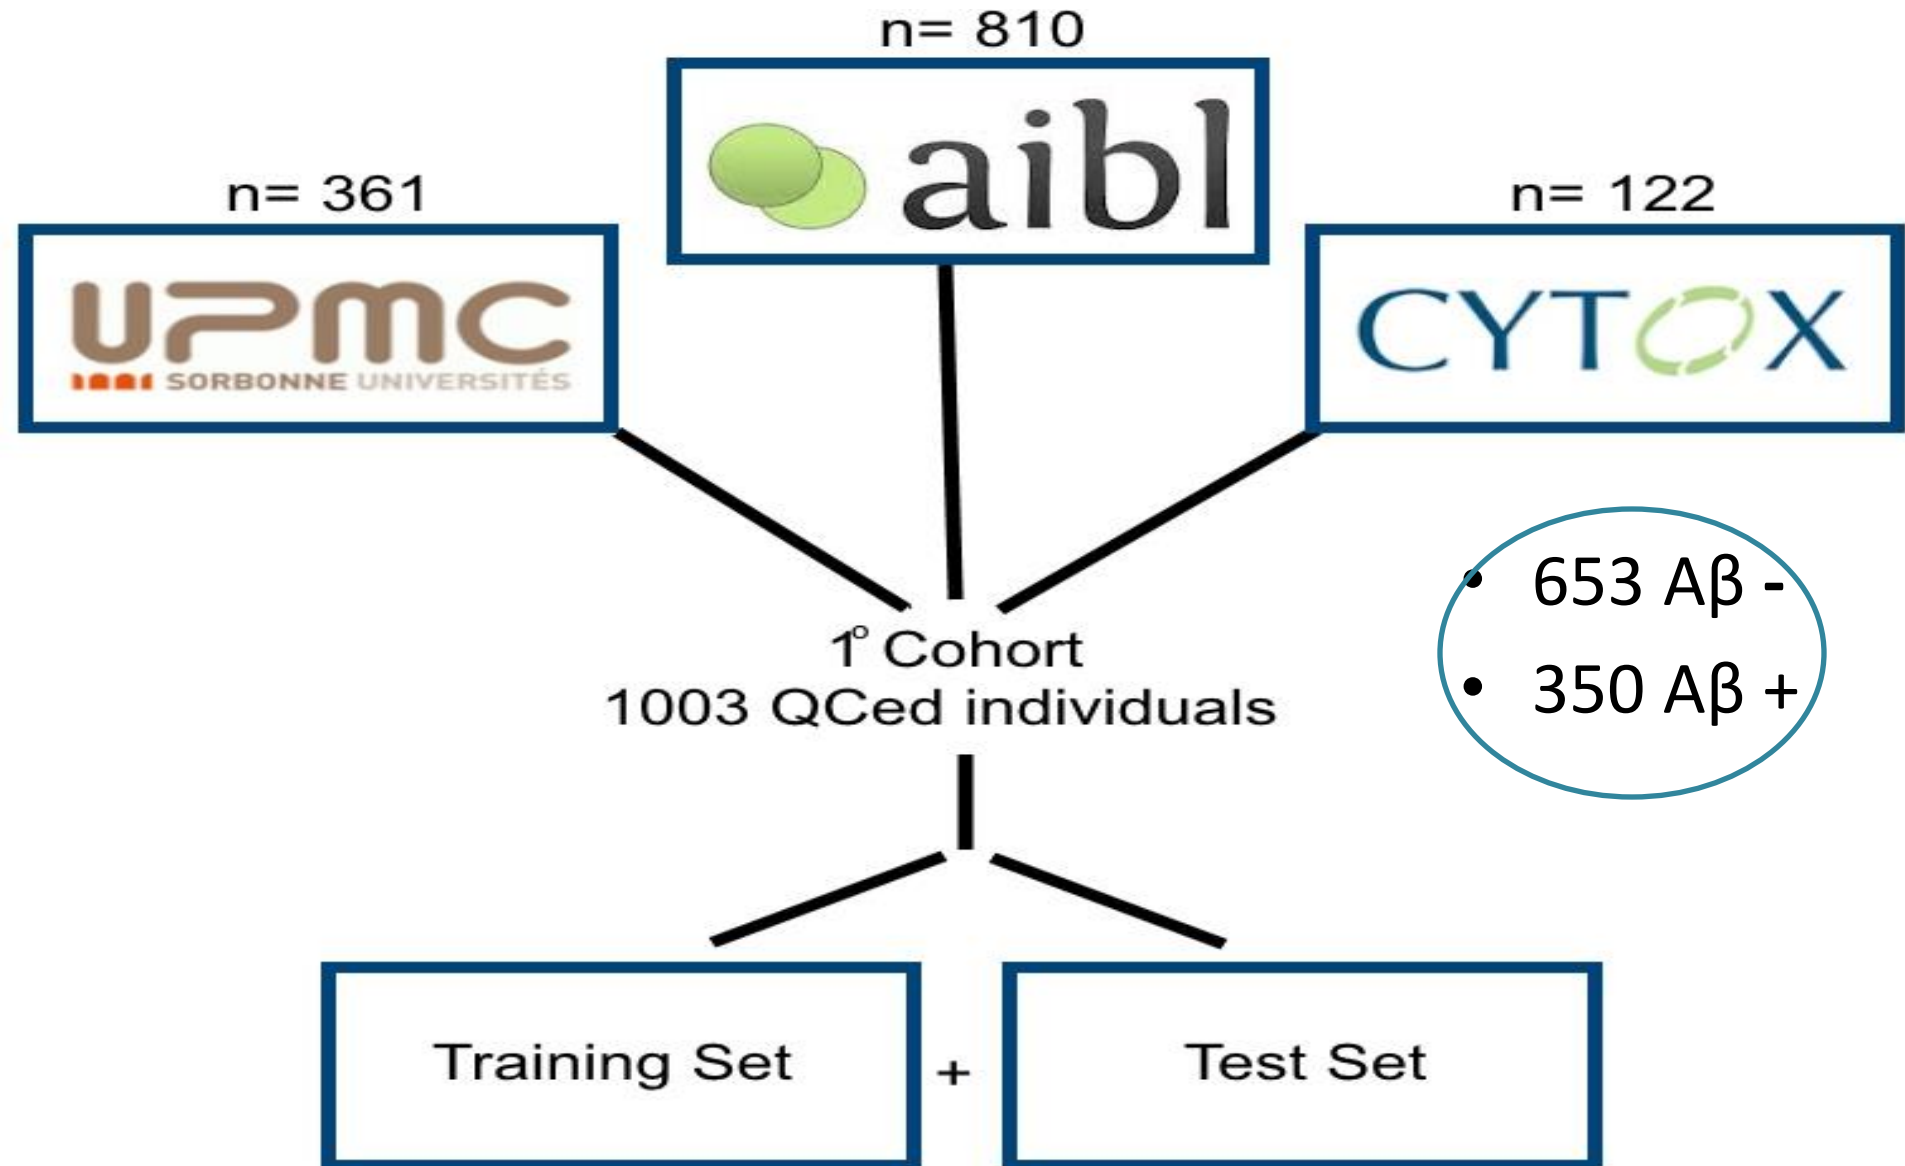 n= 810
aibl
n= 361
UPMC
SORBONNE UNIVERSITÉS
n= 122
CYTOX
• 653 Aβ -
• 350 Aβ +
1° Cohort
1003 QCed individuals
Training Set
+
Test Set